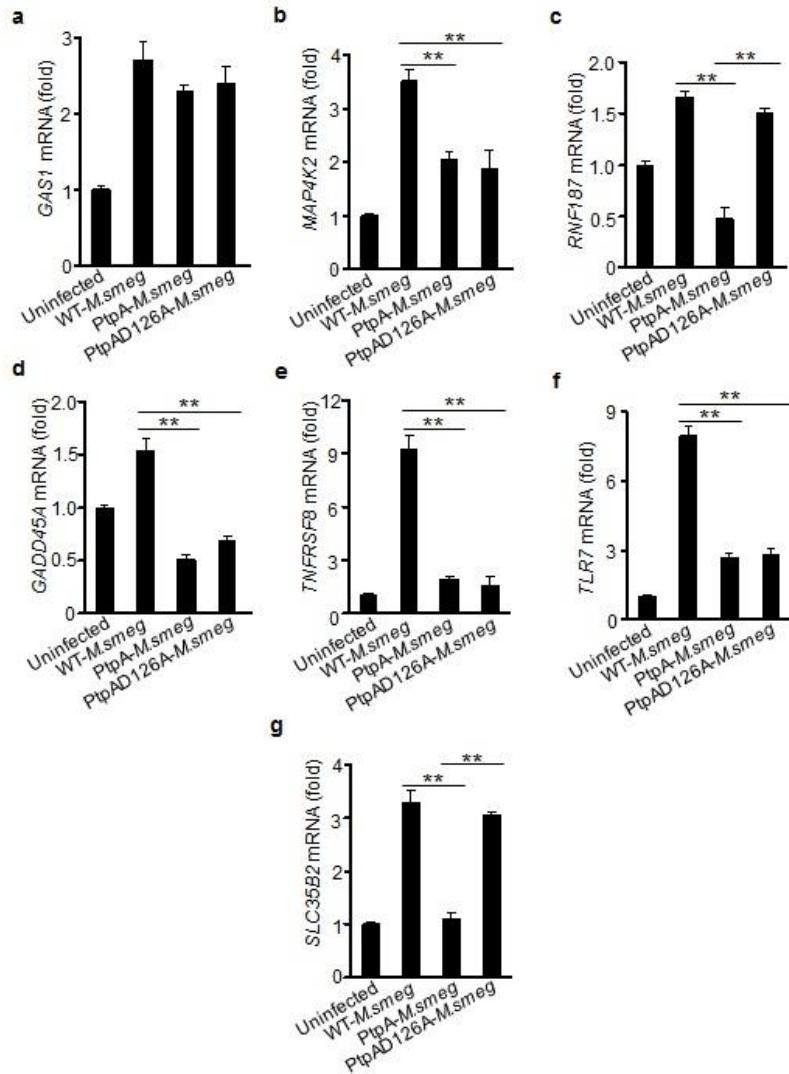 a
GAS1 mRNA (fold)
3
2
1
0
Uninfected
WT-M.smeg
PtpA-M.smeg
PtpAD126A-M.smeg
b
MAP4K2 mRNA (fold)
4
3
2
1
0
**
**
Uninfected
WT-M.smeg
PtpA-M.smeg
PtpAD126A-M.smeg
c
RNF187 mRNA (fold)
2.0
1.5
1.0
0.5
0
**
**
Uninfected
WT-M.smeg
PtpA-M.smeg
PtpAD126A-M.smeg
d
GADD45A mRNA (fold)
2.0
1.5
1.0
0.5
0
**
**
Uninfected
WT-M.smeg
PtpA-M.smeg
PtpAD126A-M.smeg
e
TNFRSF8 mRNA (fold)
12
9
6
3
0
**
**
Uninfected
WT-M.smeg
PtpA-M.smeg
PtpAD126A-M.smeg
f
TLR7 mRNA (fold)
9
6
3
0
**
**
Uninfected
WT-M.smeg
PtpA-M.smeg
PtpAD126A-M.smeg
g
SLC35B2 mRNA (fold)
4
3
2
1
0
**
**
Uninfected
WT-M.smeg
PtpA-M.smeg
PtpAD126A-M.smeg